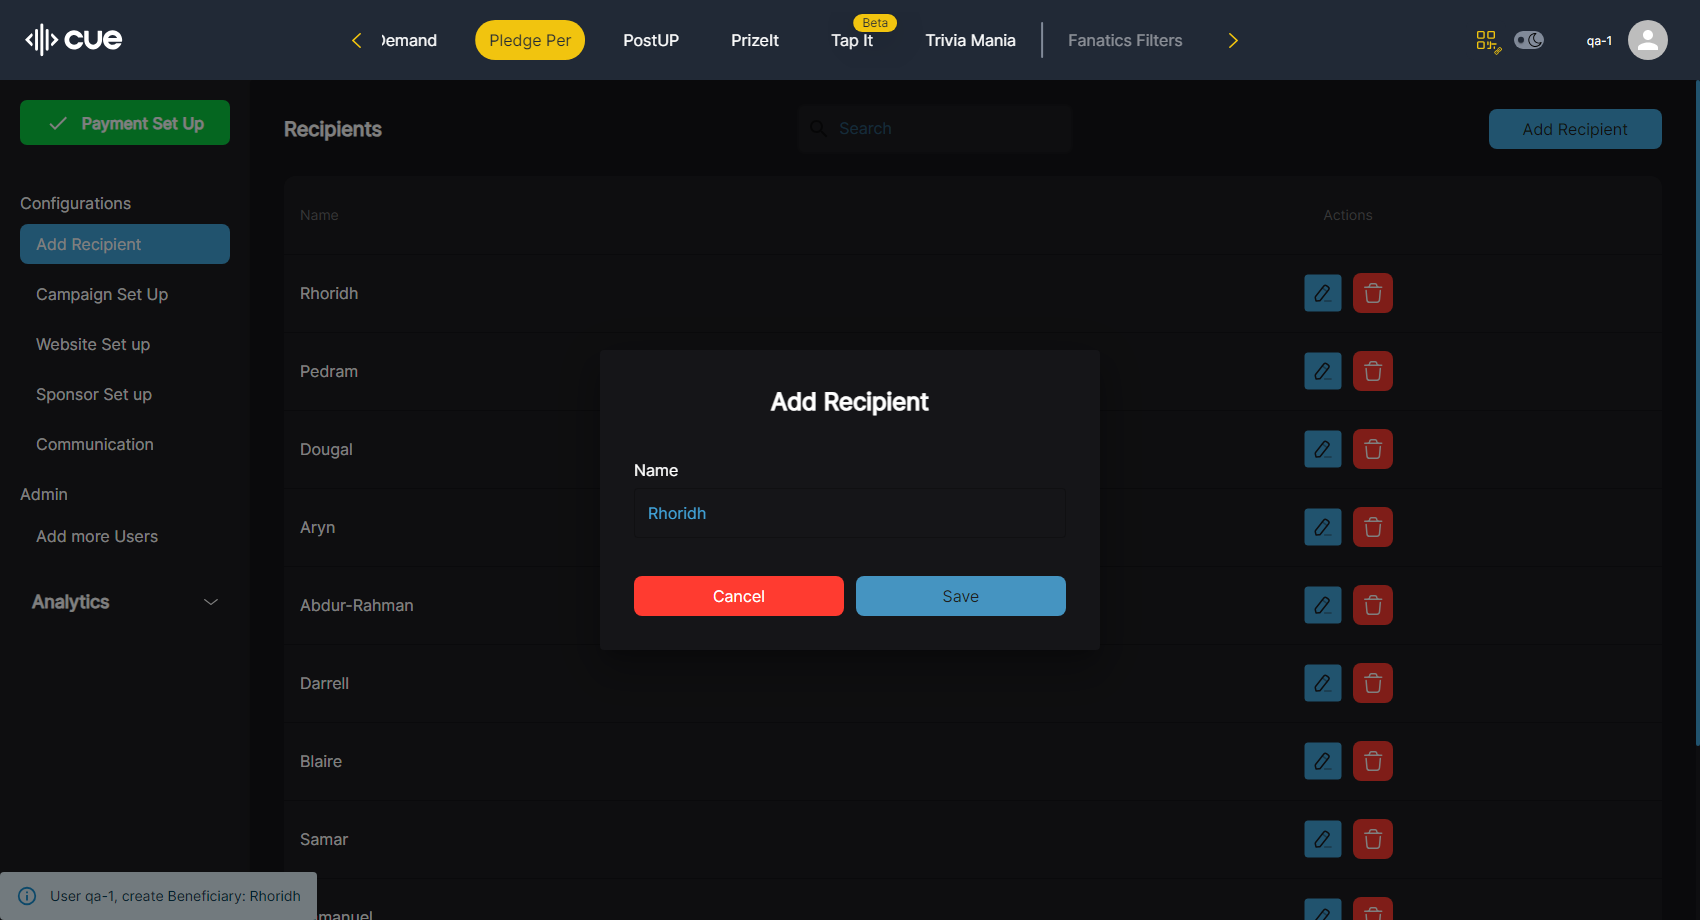 cue
Demand
Pledge Per
PostUP
PrizeIt
Tap It
Beta
Trivia Mania
Fanatics Filters
qa-1
Payment Set Up
Configurations
Add Recipient
Campaign Set Up
Website Set up
Sponsor Set up
Communication
Admin
Add more Users
Analytics
Recipients
Search
Add Recipient
Name
Actions
Rhoridh
Pedram
Dougal
Aryn
Abdur-Rahman
Darrell
Blaire
Samar
manuel
Add Recipient
Name
Rhoridh
Cancel
Save
User qa-1, create Beneficiary: Rhoridh